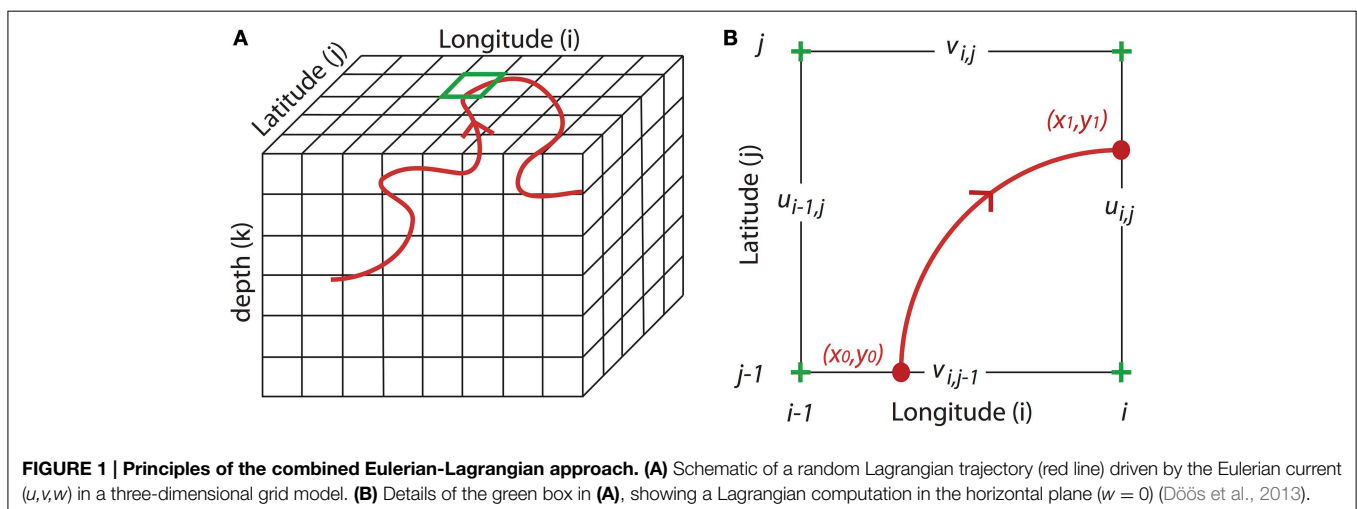 A
Longitude (i)
Latitude (j)
depth (k)
B
j
v i,j
(x1,y1)
Latitude (j)
u i-1,j
u i,j
(x0,y0)
j-1
v i,j-1
i-1
Longitude (i)
i
FIGURE 1 | Principles of the combined Eulerian-Lagrangian approach. (A) Schematic of a random Lagrangian trajectory (red line) driven by the Eulerian current
(u,v,w) in a three-dimensional grid model. (B) Details of the green box in (A), showing a Lagrangian computation in the horizontal plane (w = 0) (Döös et al., 2013).